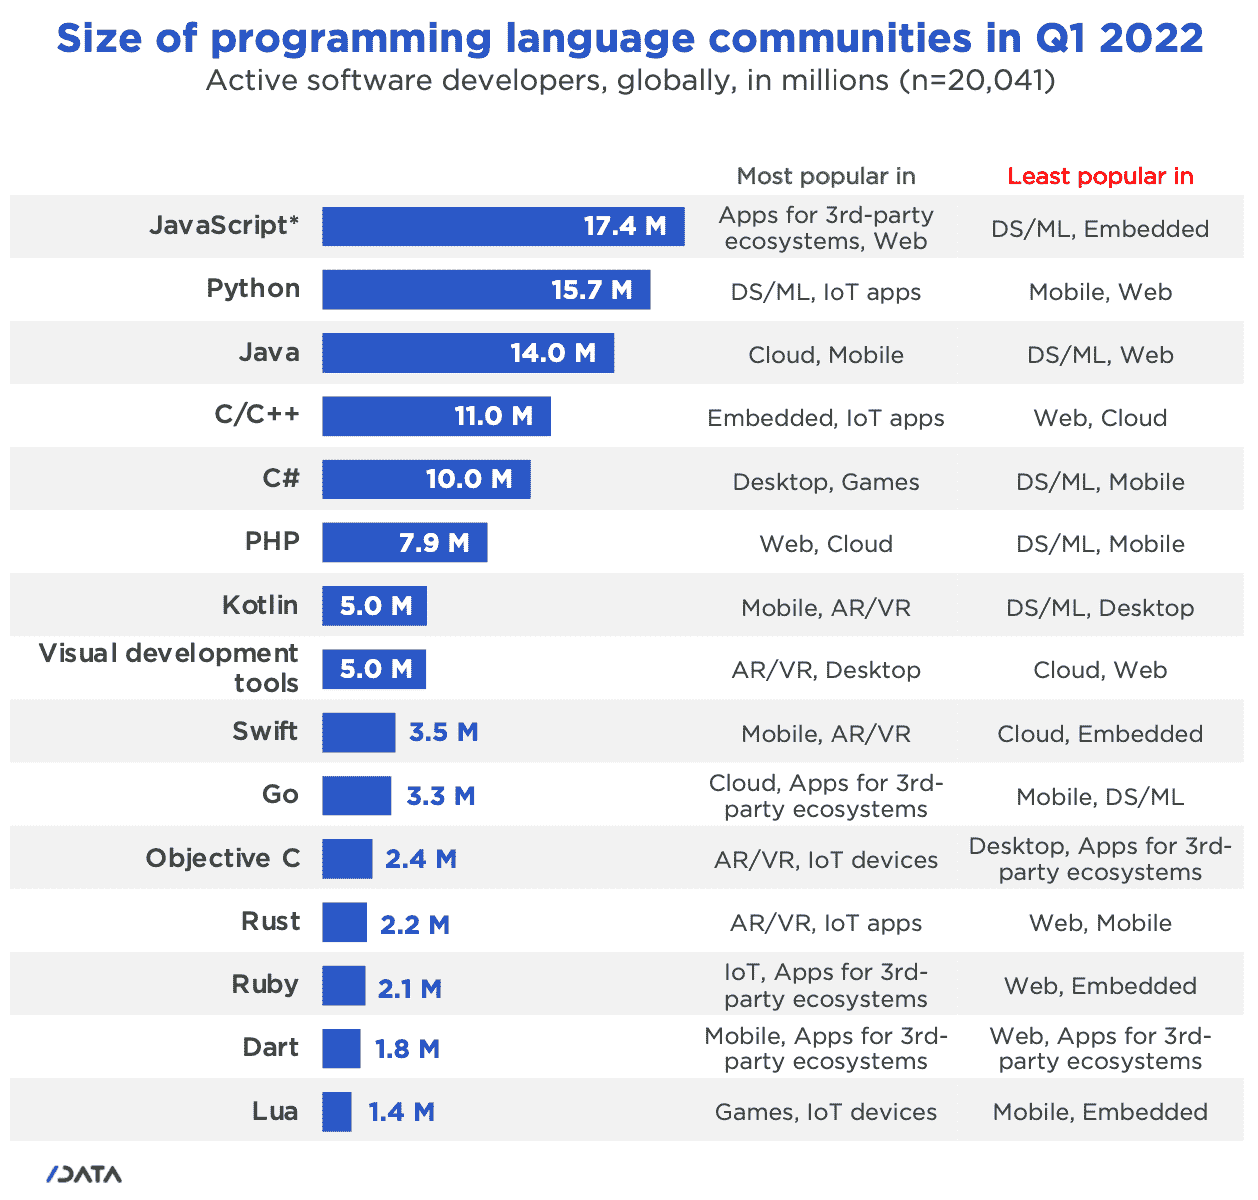 Size of programming language communities in Q1 2022
Active software developers, globally, in millions (n=20,041)
Most popular in
Least popular in
JavaScript*
17.4 M
Apps for 3rd-party
ecosystems, Web
DS/ML, Embedded
Python
15.7 M
DS/ML, IoT apps
Mobile, Web
Java
14.0 M
Cloud, Mobile
DS/ML, Web
C/C++
11.0 M
Embedded, IoT apps
Web, Cloud
C#
10.0 M
Desktop, Games
DS/ML, Mobile
PHP
7.9 M
Web, Cloud
DS/ML, Mobile
Kotlin
5.0 M
Mobile, AR/VR
DS/ML, Desktop
Visual development
tools
5.0 M
AR/VR, Desktop
Cloud, Web
Swift
3.5 M
Mobile, AR/VR
Cloud, Embedded
Go
3.3 M
Cloud, Apps for 3rd-
party ecosystems
Mobile, DS/ML
Objective C
2.4 M
AR/VR, IoT devices
Desktop, Apps for 3rd-
party ecosystems
Rust
2.2 M
AR/VR, IoT apps
Web, Mobile
Ruby
2.1 M
IoT, Apps for 3rd-
party ecosystems
Web, Embedded
Dart
1.8 M
Mobile, Apps for 3rd-
party ecosystems
Web, Apps for 3rd-
party ecosystems
Lua
1.4 M
Games, IoT devices
Mobile, Embedded
/DATA